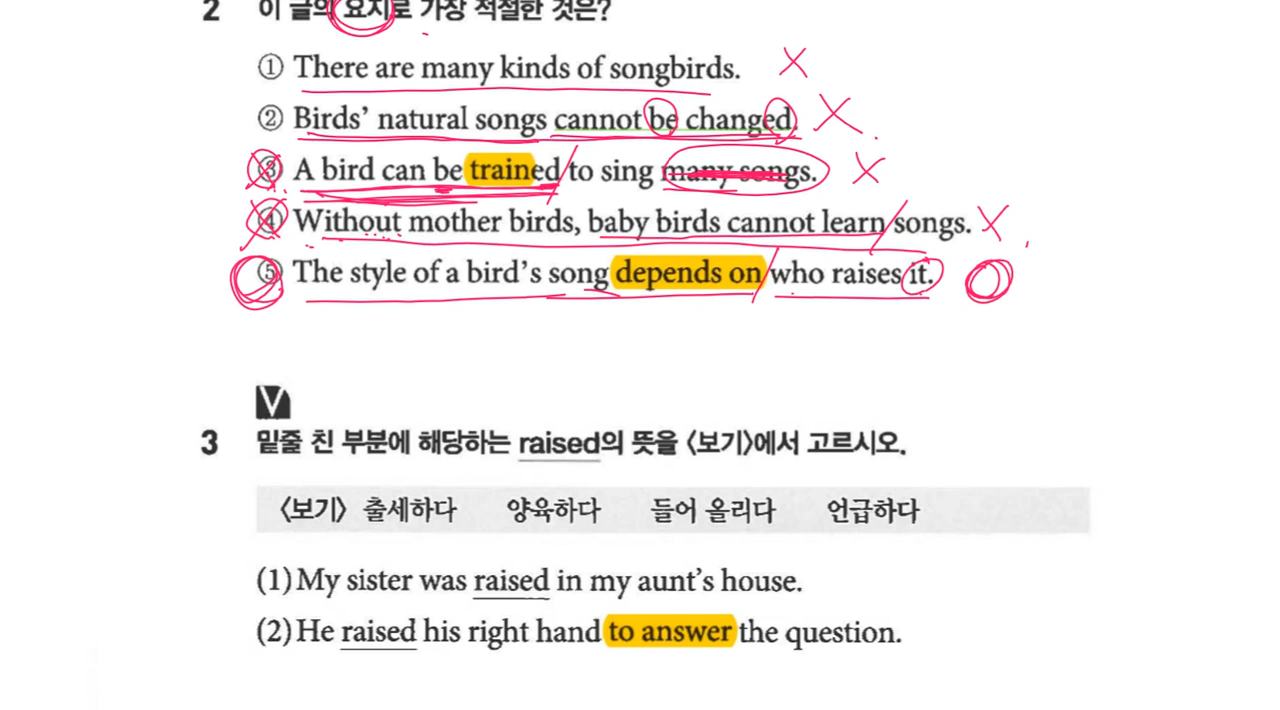 2 이 글의 요지로 가장 적절한 것은?
① There are many kinds of songbirds.
② Birds' natural songs cannot be changed.
③ A bird can be trained to sing many songs.
④ Without mother birds, baby birds cannot learn songs.
⑤ The style of a bird's song depends on who raises it.
V
3 밑줄 친 부분에 해당하는 raised의 뜻을 〈보기〉에서 고르시오.
〈보기〉 출세하다 양육하다 들어 올리다 언급하다
(1) My sister was raised in my aunt's house.
(2) He raised his right hand to answer the question.